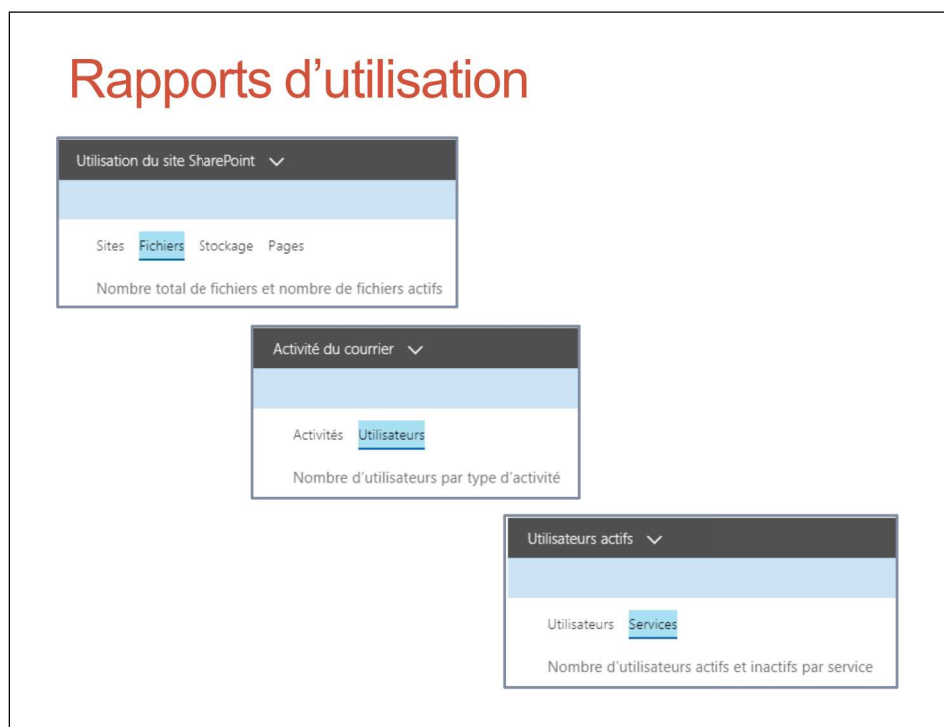 Rapports d’utilisation
Utilisation du site SharePoint
Sites Fichiers Stockage Pages
Nombre total de fichiers et nombre de fichiers actifs
Activité du courrier
Activités Utilisateurs
Nombre d’utilisateurs par type d’activité
Utilisateurs actifs
Utilisateurs Services
Nombre d’utilisateurs actifs et inactifs par service